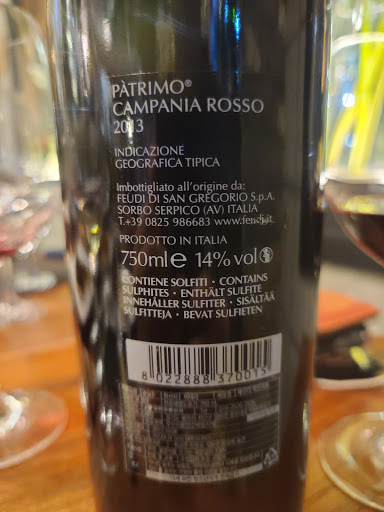 PÀTRIMO®
CAMPANIA ROSSO
2013
INDICAZIONE
GEOGRAFICA TIPICA
Imbottigliato all'origine da:
FEUDI DI SAN GREGORIO S.p.A.
SORBO SERPICO (AV) ITALIA
T.+39 0825 986683 www.feudi.it
PRODOTTO IN ITALIA
750ml e 14% vol
CONTIENE SOLFITI • CONTAINS
SULPHITES • ENTHÄLT SULFITE
INNEHÅLLER SULFITER • SISÄLTÄÄ
SULFIITTEJA • BEVAT SULFIETEN
8 022888 370015